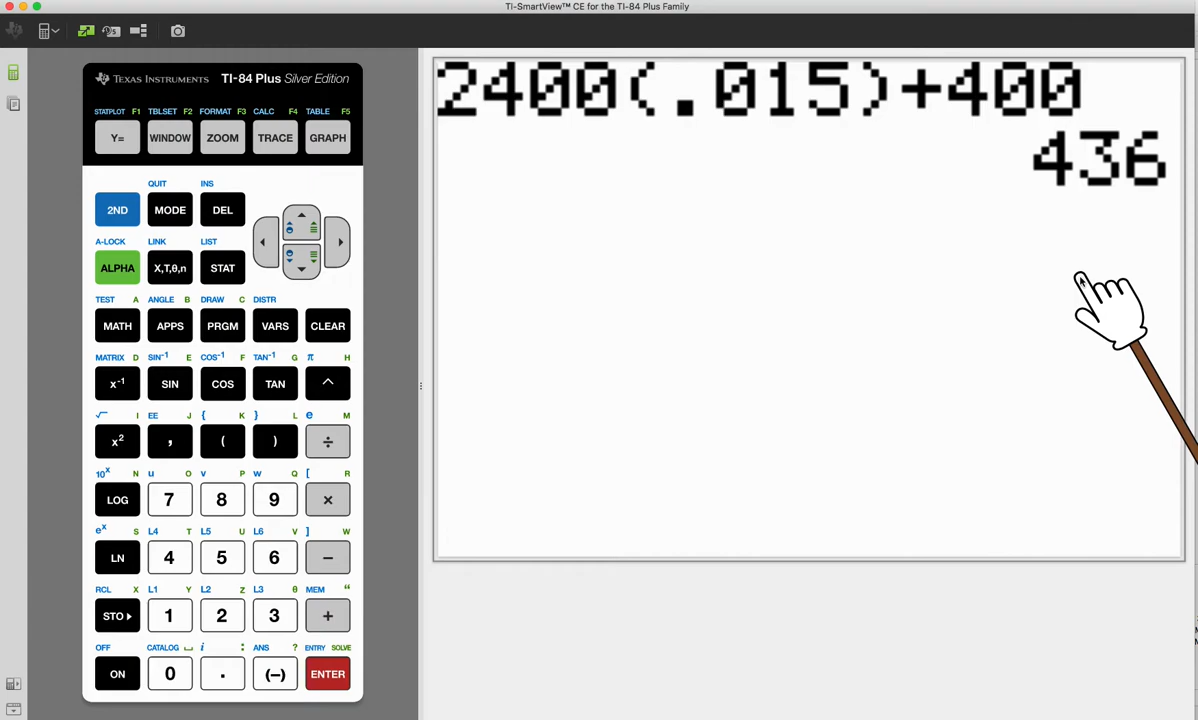 TI-SmartView™ CE for the TI-84 Plus Family
TEXAS INSTRUMENTS TI-84 Plus Silver Edition
STATPLOT F1 TBLSET F2 FORMAT F3 CALC F4 TABLE F5
Y= WINDOW ZOOM TRACE GRAPH
QUIT INS
2ND MODE DEL
A-LOCK LINK LIST
ALPHA X,T,θ,n STAT
TEST A ANGLE B DRAW C DISTR
MATH APPS PRGM VARS CLEAR
MATRIX D SIN⁻¹ E COS⁻¹ F TAN⁻¹ G π H
x⁻¹ SIN COS TAN ^
√ I EE J { K } L e M
x² , ( ) ÷
10ˣ N u O v P w Q [ R
LOG 7 8 9 ×
eˣ S L4 T L5 U L6 V ] W
LN 4 5 6 −
RCL X L1 Y L2 Z L3 θ MEM "
STO▸ 1 2 3 +
OFF CATALOG ⎵ i : ANS ? ENTRY SOLVE
ON 0 . (−) ENTER
2400(.015)+400
436